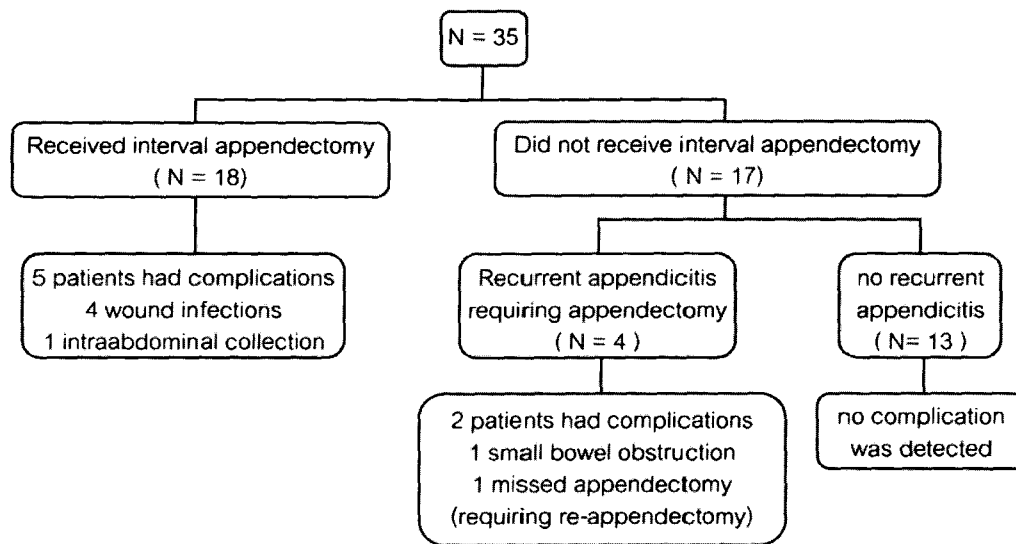 N = 35
Received interval appendectomy
( N = 18)
Did not receive interval appendectomy
( N = 17)
5 patients had complications
4 wound infections
1 intraabdominal collection
Recurrent appendicitis
requiring appendectomy
( N = 4 )
no recurrent
appendicitis
( N= 13 )
2 patients had complications
1 small bowel obstruction
1 missed appendectomy
(requiring re-appendectomy)
no complication
was detected